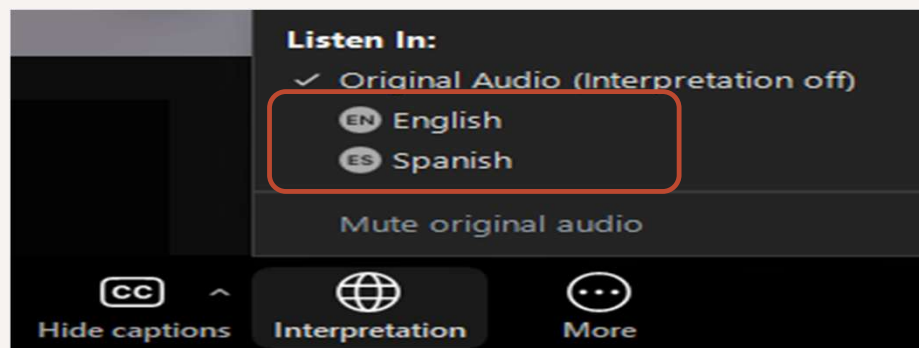 Listen In:
✓ Original Audio (Interpretation off)
EN English
ES Spanish
Mute original audio
CC
Hide captions Interpretation More